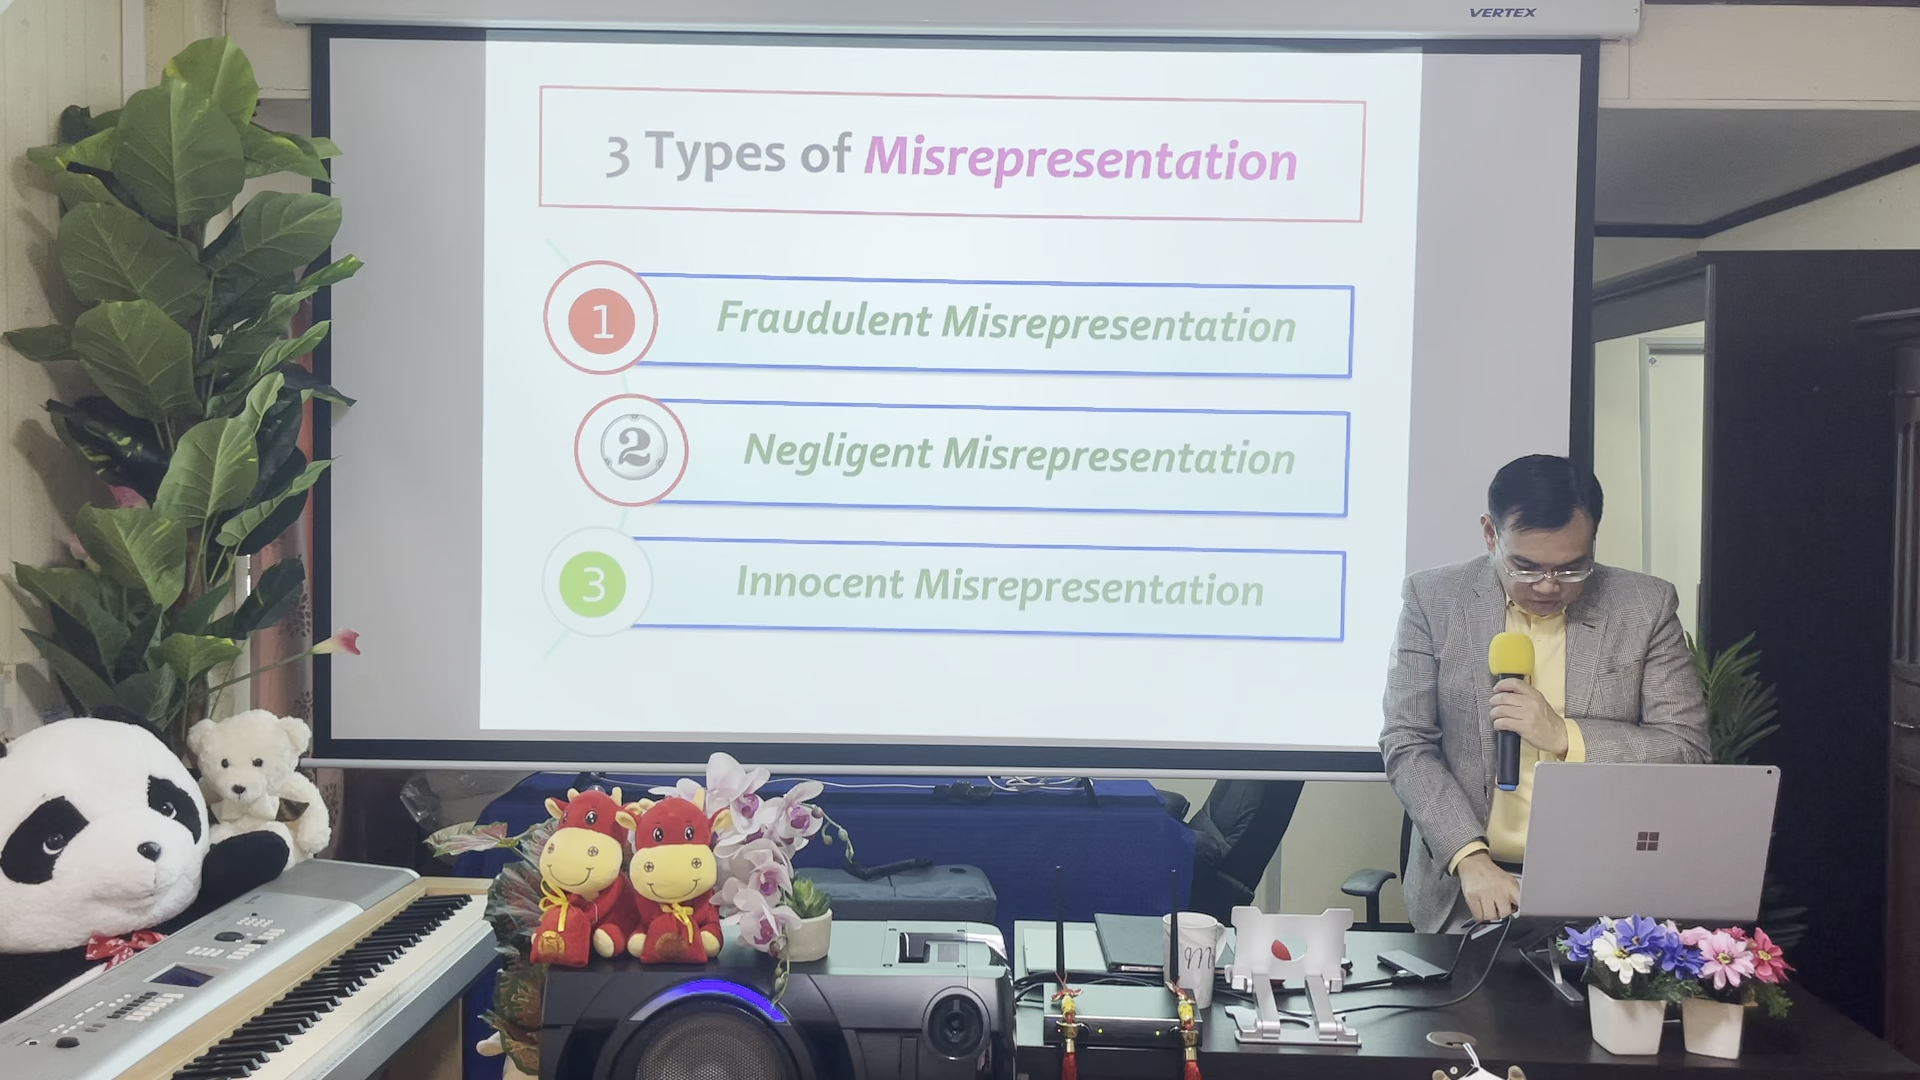 VERTEX
3 Types of Misrepresentation
1 Fraudulent Misrepresentation
2 Negligent Misrepresentation
3 Innocent Misrepresentation
M